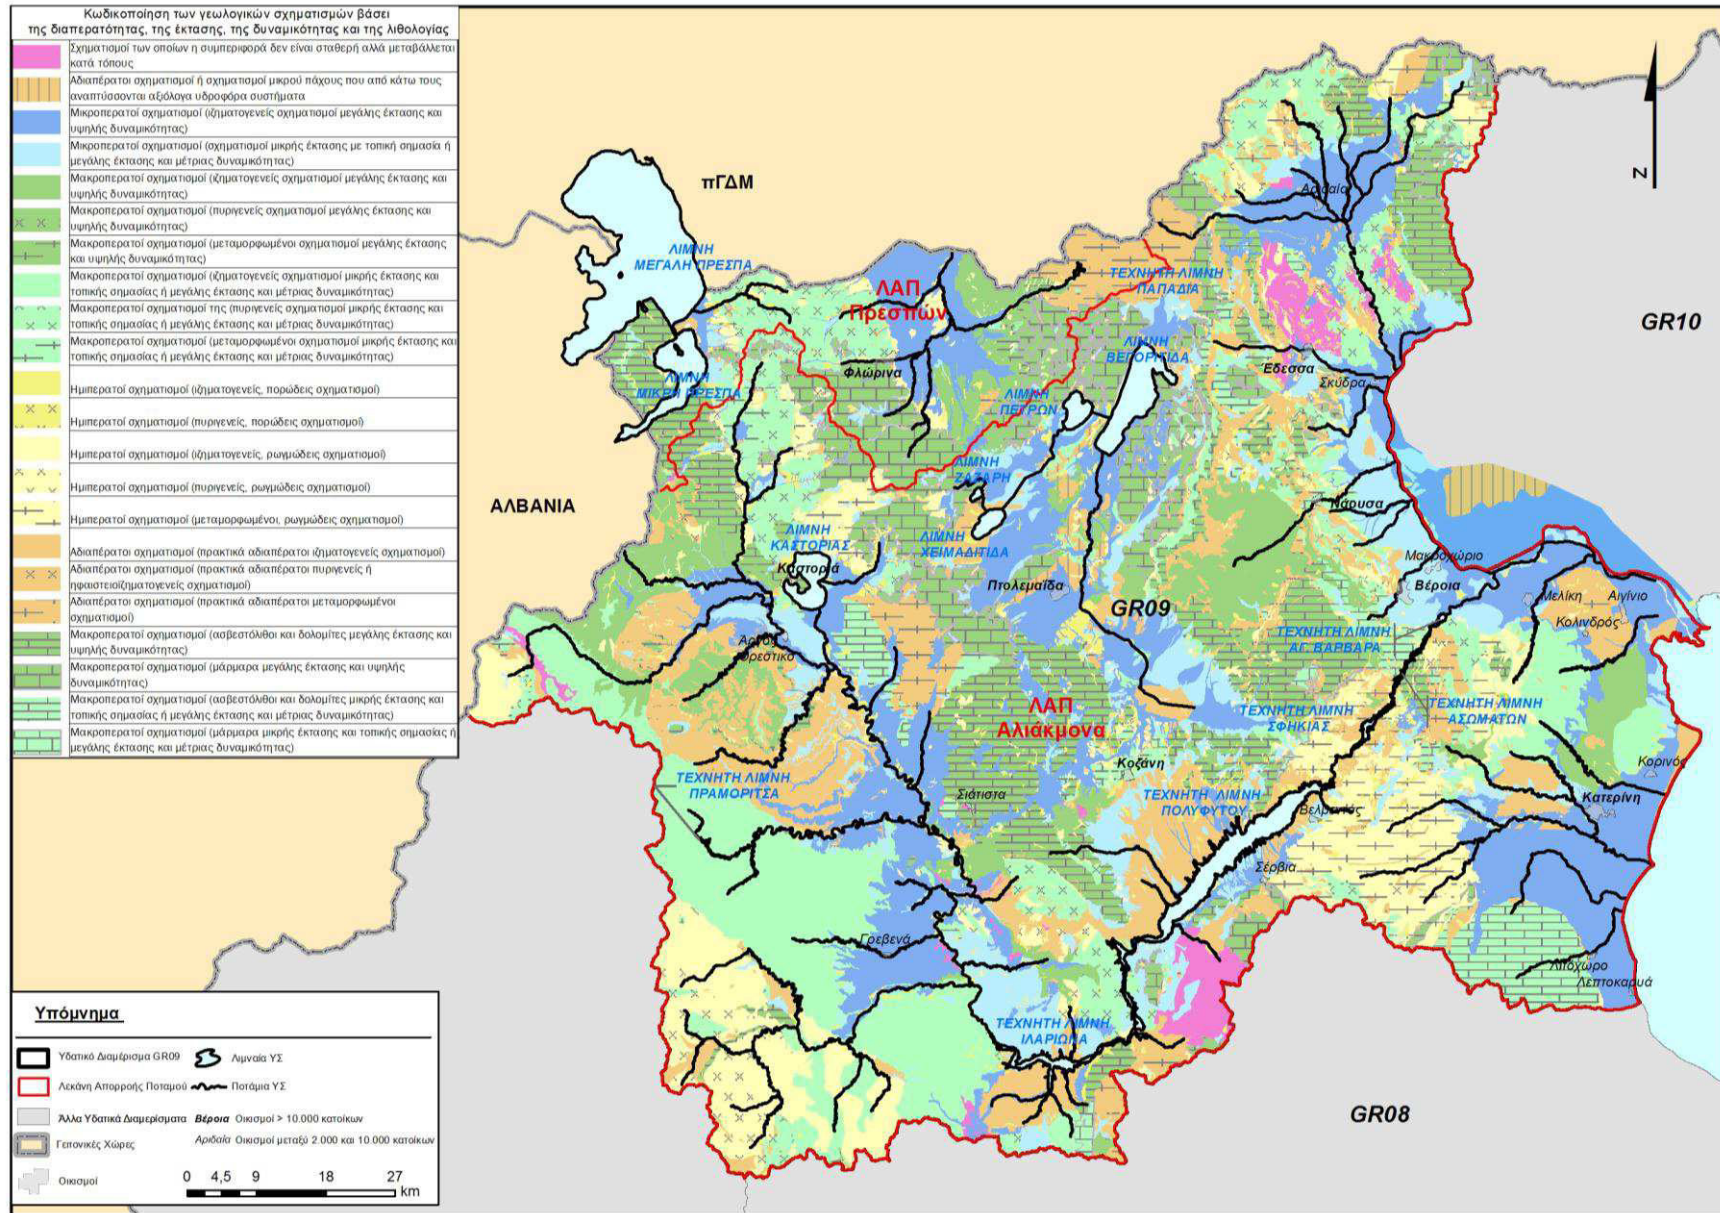 Κωδικοποίηση των γεωλογικών σχηματισμών βάσει
της διαπερατότητας, της έκτασης, της δυναμικότητας και της λιθολογίας
Σχηματισμοί των οποίων η συμπεριφορά δεν είναι σταθερή αλλά μεταβάλλεται
κατά τόπους
Αδιαπέρατοι σχηματισμοί ή σχηματισμοί μικρού πάχους που από κάτω τους
αναπτύσσονται αξιόλογα υδροφόρα συστήματα
Μικροπερατοί σχηματισμοί (ιζηματογενείς σχηματισμοί μεγάλης έκτασης και
υψηλής δυναμικότητας)
Μικροπερατοί σχηματισμοί (σχηματισμοί μικρής έκτασης με τοπική σημασία ή
μεγάλης έκτασης και μέτριας δυναμικότητας)
Μακροπερατοί σχηματισμοί (ιζηματογενείς σχηματισμοί μεγάλης έκτασης και
υψηλής δυναμικότητας)
Μακροπερατοί σχηματισμοί (πυριγενείς σχηματισμοί μεγάλης έκτασης και
υψηλής δυναμικότητας)
Μακροπερατοί σχηματισμοί (μεταμορφωμένοι σχηματισμοί μεγάλης έκτασης
και υψηλής δυναμικότητας)
Μακροπερατοί σχηματισμοί (ιζηματογενείς σχηματισμοί μικρής έκτασης και
τοπικής σημασίας ή μεγάλης έκτασης και μέτριας δυναμικότητας)
Μακροπερατοί σχηματισμοί της (πυριγενείς σχηματισμοί μικρής έκτασης και
τοπικής σημασίας ή μεγάλης έκτασης και μέτριας δυναμικότητας)
Μακροπερατοί σχηματισμοί (μεταμορφωμένοι σχηματισμοί μικρής έκτασης και
τοπικής σημασίας ή μεγάλης έκτασης και μέτριας δυναμικότητας)
Ημιπερατοί σχηματισμοί (ιζηματογενείς, πορώδεις σχηματισμοί)
Ημιπερατοί σχηματισμοί (πυριγενείς, πορώδεις σχηματισμοί)
Ημιπερατοί σχηματισμοί (ιζηματογενείς, ρωγμώδεις σχηματισμοί)
Ημιπερατοί σχηματισμοί (πυριγενείς, ρωγμώδεις σχηματισμοί)
Ημιπερατοί σχηματισμοί (μεταμορφωμένοι, ρωγμώδεις σχηματισμοί)
Αδιαπέρατοι σχηματισμοί (πρακτικά αδιαπέρατοι ιζηματογενείς σχηματισμοί)
Αδιαπέρατοι σχηματισμοί (πρακτικά αδιαπέρατοι πυριγενείς ή
ηφαιστειοϊζηματογενείς σχηματισμοί)
Αδιαπέρατοι σχηματισμοί (πρακτικά αδιαπέρατοι μεταμορφωμένοι
σχηματισμοί)
Μακροπερατοί σχηματισμοί (ασβεστόλιθοι και δολομίτες μεγάλης έκτασης και
υψηλής δυναμικότητας)
Μακροπερατοί σχηματισμοί (μάρμαρα μεγάλης έκτασης και υψηλής
δυναμικότητας)
Μακροπερατοί σχηματισμοί (ασβεστόλιθοι και δολομίτες μικρής έκτασης και
τοπικής σημασίας ή μεγάλης έκτασης και μέτριας δυναμικότητας)
Μακροπερατοί σχηματισμοί (μάρμαρα μικρής έκτασης και τοπικής σημασίας ή
μεγάλης έκτασης και μέτριας δυναμικότητας)
πΓΔΜ
Ζ
Αριδαία
ΛΙΜΝΗ
ΜΕΓΑΛΗ ΠΡΕΣΠΑ
ΤΕΧΝΗΤΗ ΛΙΜΝΗ
ΠΑΠΑΔΙΑ
ΛΑΠ
Πρεσπών
GR10
ΛΙΜΝΗ
ΒΕΓΟΡΙΤΙΔΑ
Φλώρινα
Έδεσσα
Σκύδρα
ΛΙΜΝΗ
ΜΙΚΡΗ ΠΡΕΣΠΑ
ΛΙΜΝΗ
ΠΕΤΡΩΝ
ΛΙΜΝΗ
ΖΑΖΑΡΗ
ΑΛΒΑΝΙΑ
Νάουσα
ΛΙΜΝΗ
ΚΑΣΤΟΡΙΑΣ
ΛΙΜΝΗ
ΧΕΙΜΑΔΙΤΙΔΑ
Μακροχώριο
Καστοριά
Πτολεμαΐδα
Βέροια
Μελίκη
Αιγίνιο
GR09
Κολινδρός
Άργος
Ορεστικό
ΤΕΧΝΗΤΗ ΛΙΜΝΗ
ΑΓ. ΒΑΡΒΑΡΑ
ΛΑΠ
Αλιάκμονα
ΤΕΧΝΗΤΗ ΛΙΜΝΗ
ΣΦΗΚΙΑΣ
ΤΕΧΝΗΤΗ ΛΙΜΝΗ
ΑΣΩΜΑΤΩΝ
Κοζάνη
Κορινός
ΤΕΧΝΗΤΗ ΛΙΜΝΗ
ΠΡΑΜΟΡΙΤΣΑ
Σιάτιστα
ΤΕΧΝΗΤΗ ΛΙΜΝΗ
ΠΟΛΥΦΥΤΟΥ
Βελβεντός
Κατερίνη
Σέρβια
Γρεβενά
Λιτόχωρο
Λεπτοκαρυά
ΤΕΧΝΗΤΗ ΛΙΜΝΗ
ΙΛΑΡΙΩΝΑ
GR08
Υπόμνημα
Υδατικό Διαμέρισμα GR09
Λιμναία ΥΣ
Λεκάνη Απορροής Ποταμού
Ποτάμια ΥΣ
Άλλα Υδατικά Διαμερίσματα
Βέροια Οικισμοί > 10.000 κατοίκων
Γειτονικές Χώρες
Αριδαία Οικισμοί μεταξύ 2.000 και 10.000 κατοίκων
Οικισμοί
0 4,5 9 18 27
km